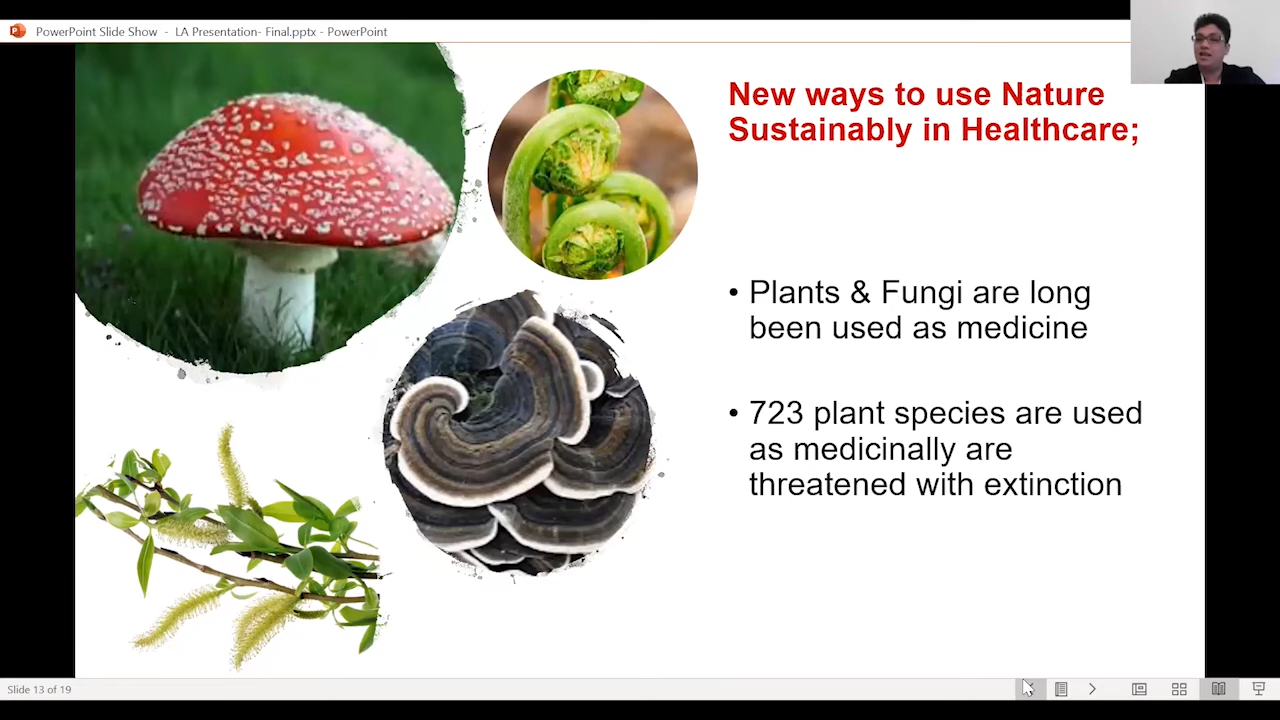 PowerPoint Slide Show - LA Presentation- Final.pptx - PowerPoint
New ways to use Nature
Sustainably in Healthcare;
• Plants & Fungi are long
been used as medicine
• 723 plant species are used
as medicinally are
threatened with extinction
Slide 13 of 19